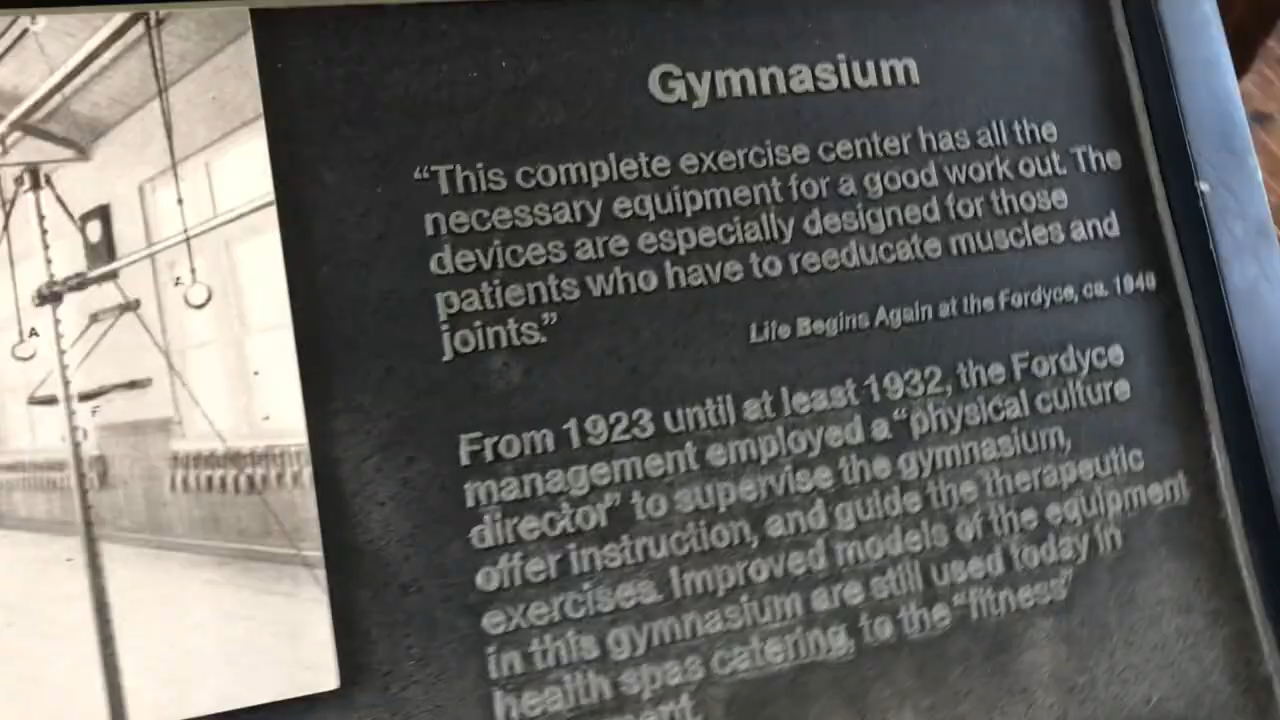 Gymnasium
“This complete exercise center has all the
necessary equipment for a good work out. The
devices are especially designed for those
patients who have to reeducate muscles and
joints.”
Life Begins Again at the Fordyce, ca. 1940
From 1923 until at least 1932, the Fordyce
management employed a “physical culture
director” to supervise the gymnasium,
offer instruction, and guide the therapeutic
exercises. Improved models of the equipment
in this gymnasium are still used today in
health spas catering, to the “fitness”
A
F